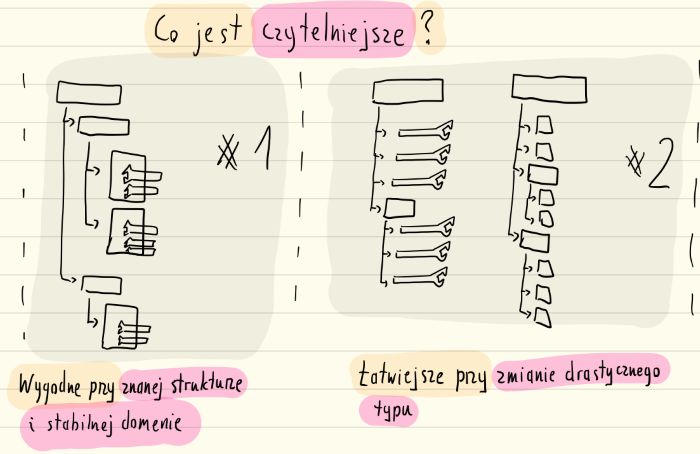 Co jest czytelniejsze ?
#1
#2
Wygodne przy znanej strukturze
i stabilnej domenie
Łatwiejsze przy zmianie drastycznego
typu